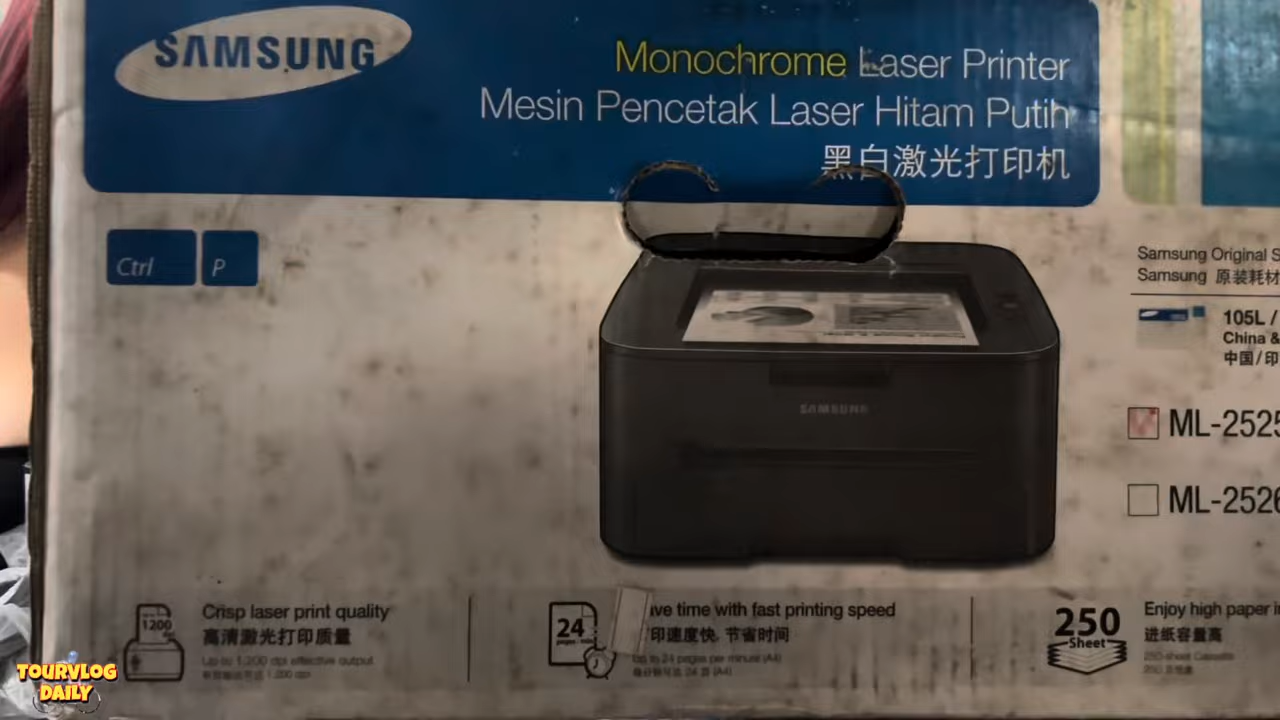 SAMSUNG
Monochrome Laser Printer
Mesin Pencetak Laser Hitam Putih
黑白激光打印机
Ctrl P
Samsung Original
Samsung 原装耗材
105L /
China &
中国/印
SAMSUNG
ML-2525
ML-2526
1200
Crisp laser print quality
高清激光打印质量
Up to 1,200 dpi effective output
24
ve time with fast printing speed
印速度快, 节省时间
to 24 pages per minute (A4)
250
Sheet
Enjoy high paper
进纸容量高
250-sheet Cassette
TOURVLOG
DAILY